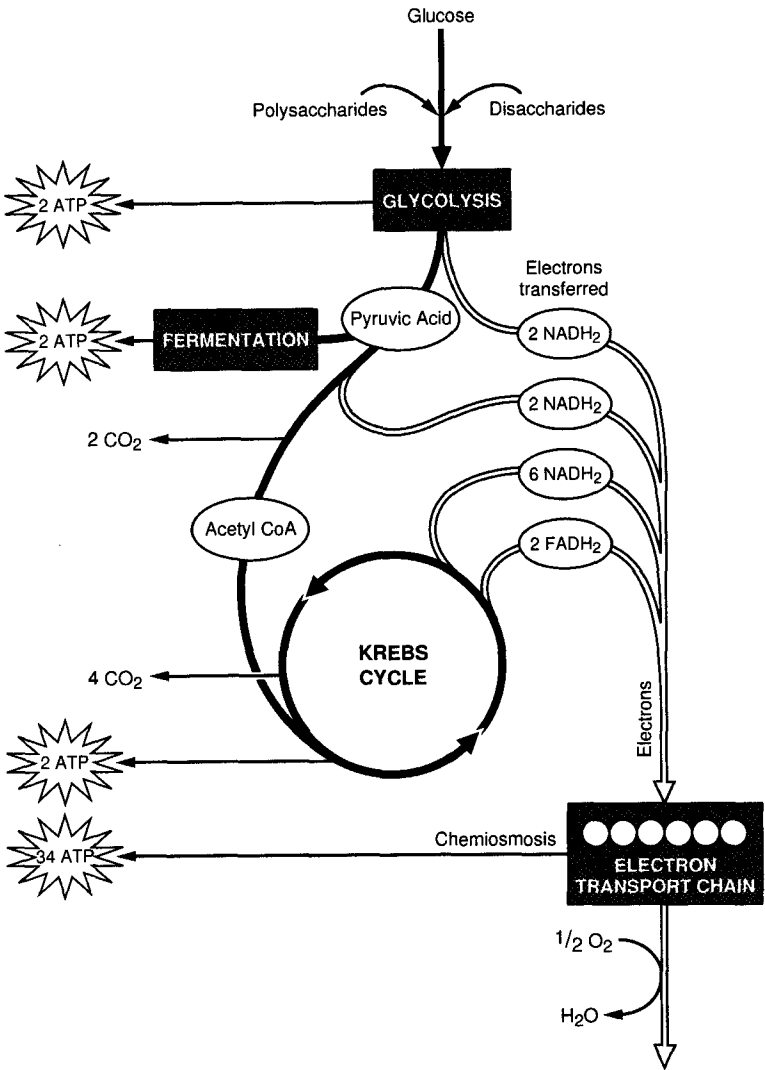 Glucose
Polysaccharides
Disaccharides
GLYCOLYSIS
2 ATP
Electrons
transferred
Pyruvic Acid
2 NADH₂
FERMENTATION
2 ATP
2 NADH₂
2 CO₂
6 NADH₂
Acetyl CoA
2 FADH₂
KREBS
CYCLE
4 CO₂
Electrons
2 ATP
Chemiosmosis
34 ATP
ELECTRON
TRANSPORT CHAIN
1/2 O₂
H₂O